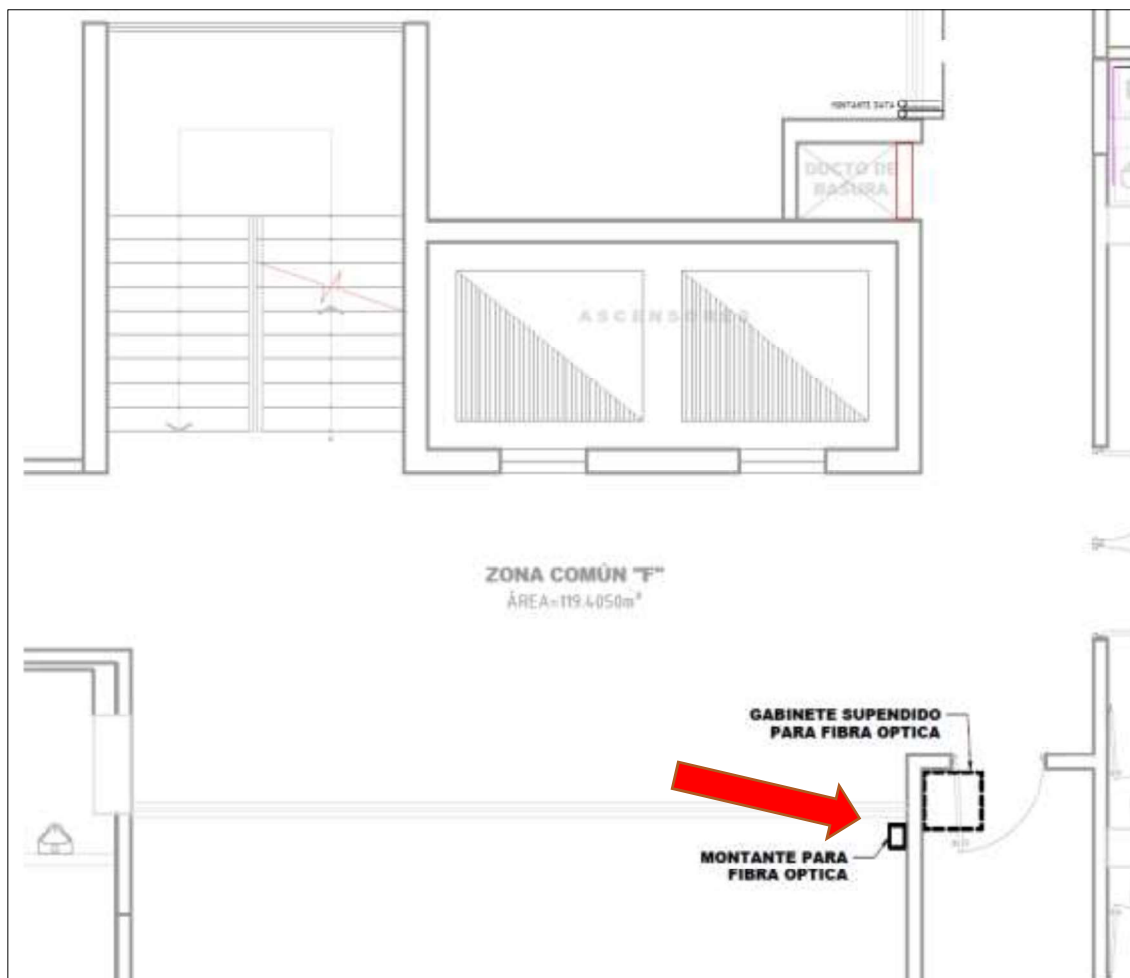 MONTANTE DATA
DUCTO DE
BASURA
ASCENSORES
ZONA COMÚN "F"
ÁREA=119.4050m²
GABINETE SUPENDIDO
PARA FIBRA OPTICA
MONTANTE PARA
FIBRA OPTICA